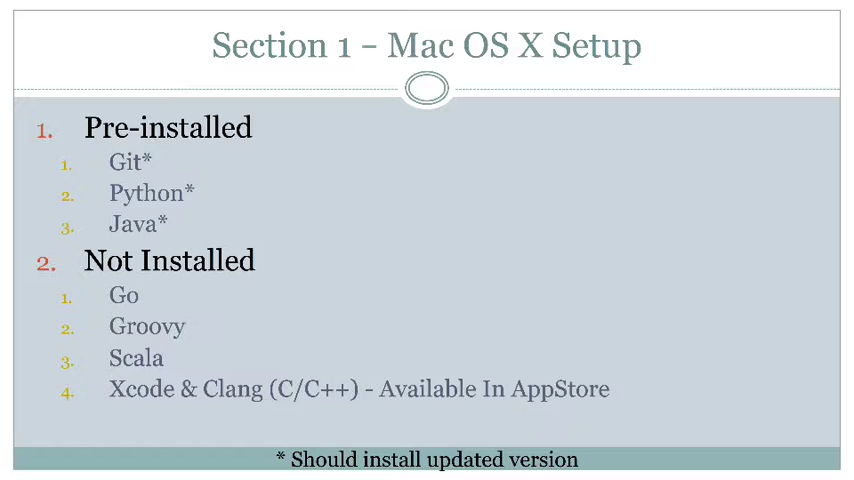 Section 1 – Mac OS X Setup
1. Pre-installed
1. Git*
2. Python*
3. Java*
2. Not Installed
1. Go
2. Groovy
3. Scala
4. Xcode & Clang (C/C++) - Available In AppStore
* Should install updated version